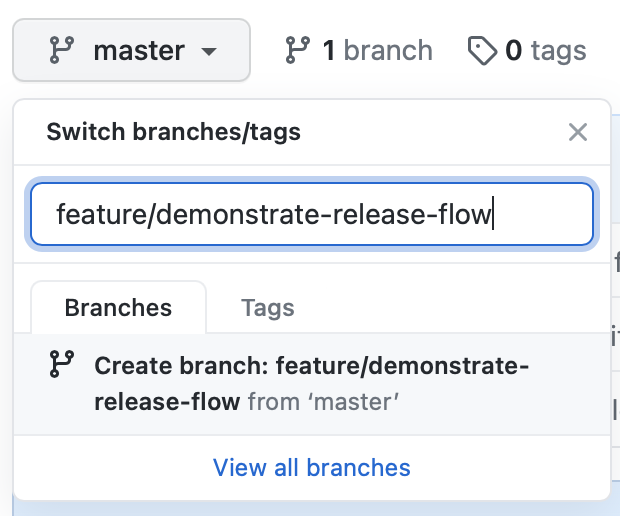 master 1 branch 0 tags
Switch branches/tags
feature/demonstrate-release-flow
Branches Tags
Create branch: feature/demonstrate-
release-flow from ‘master’
View all branches